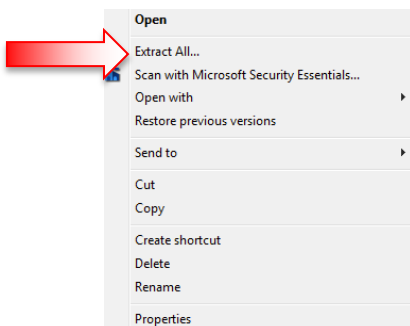 Open
Extract All...
Scan with Microsoft Security Essentials...
Open with
Restore previous versions
Send to
Cut
Copy
Create shortcut
Delete
Rename
Properties